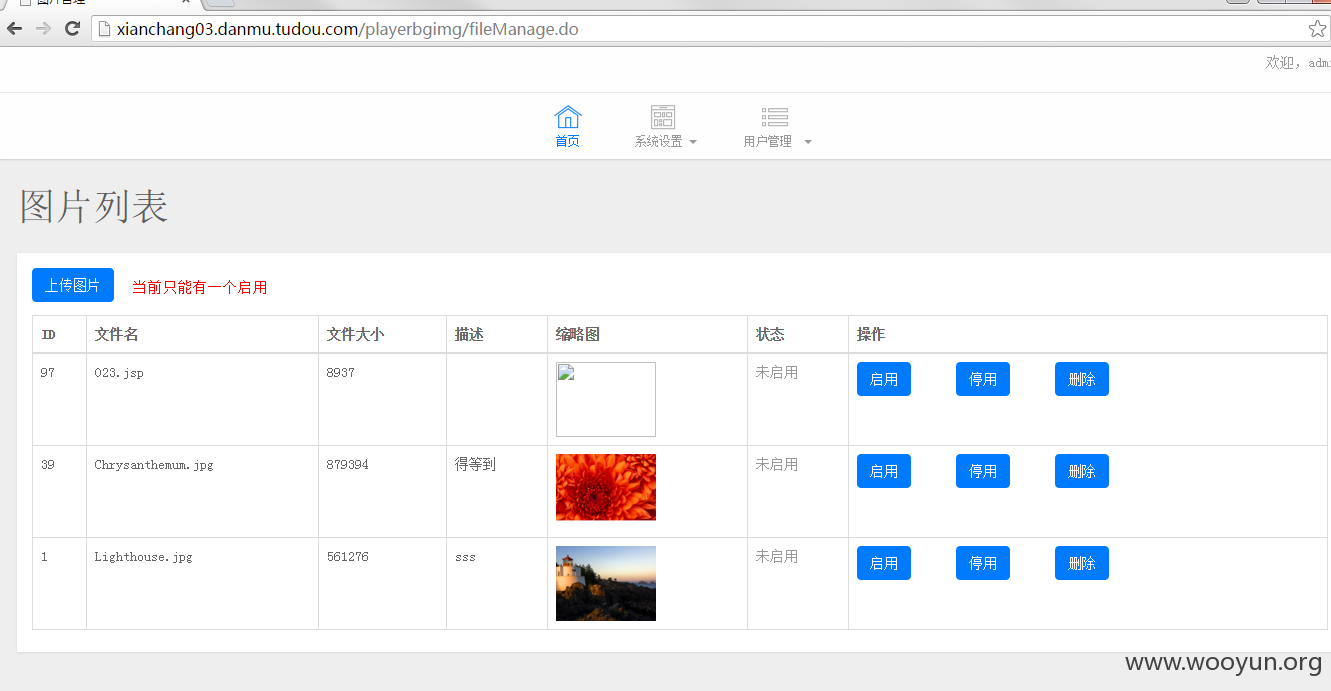 图片管理
xianchang03.danmu.tudou.com/playerbgimg/fileManage.do
欢迎，adm
首页 系统设置 用户管理
图片列表
上传图片 当前只能有一个启用
ID 文件名 文件大小 描述 缩略图 状态 操作
97 023.jsp 8937 未启用 启用 停用 删除
39 Chrysanthemum.jpg 879394 得等到 未启用 启用 停用 删除
1 Lighthouse.jpg 561276 sss 未启用 启用 停用 删除
www.wooyun.org